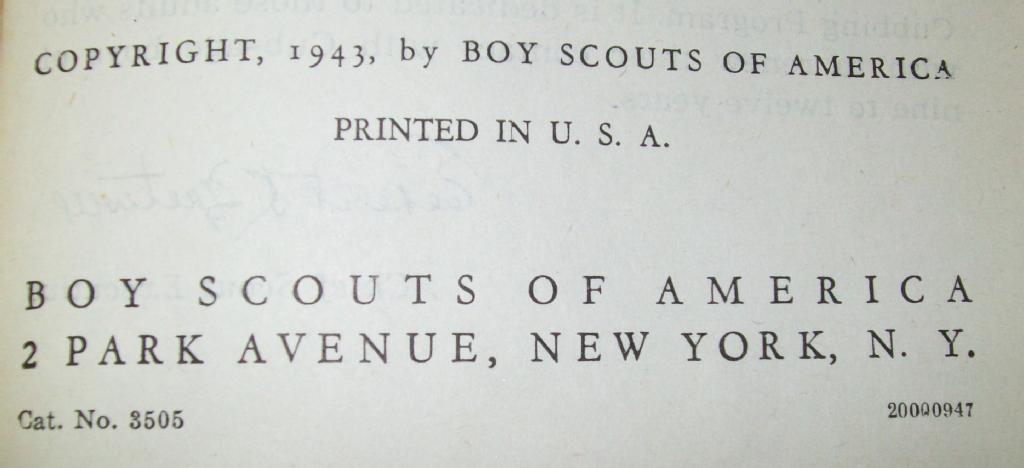 COPYRIGHT, 1943, by BOY SCOUTS OF AMERICA
PRINTED IN U. S. A.
BOY SCOUTS OF AMERICA
2 PARK AVENUE, NEW YORK, N. Y.
Cat. No. 3505
20000947